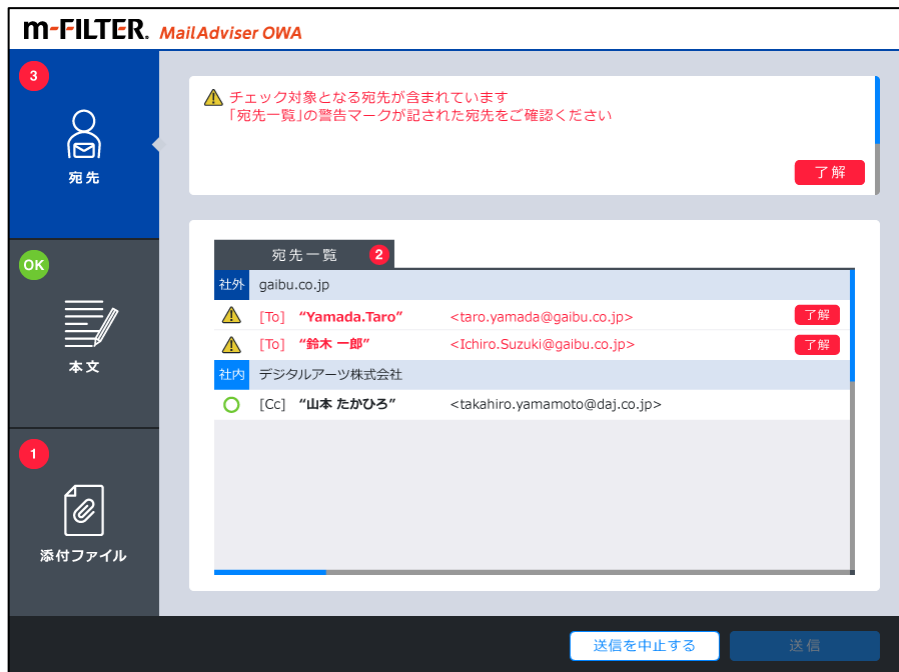 m-FILTER. MailAdviser OWA
3
宛先
チェック対象となる宛先が含まれています
「宛先一覧」の警告マークが記された宛先をご確認ください
了解
OK
本文
1
添付ファイル
宛先一覧 2
社外 gaibu.co.jp
[To] “Yamada.Taro” <taro.yamada@gaibu.co.jp> 了解
[To] “鈴木 一郎” <Ichiro.Suzuki@gaibu.co.jp> 了解
社内 デジタルアーツ株式会社
[Cc] “山本 たかひろ” <takahiro.yamamoto@daj.co.jp>
送信を中止する 送信